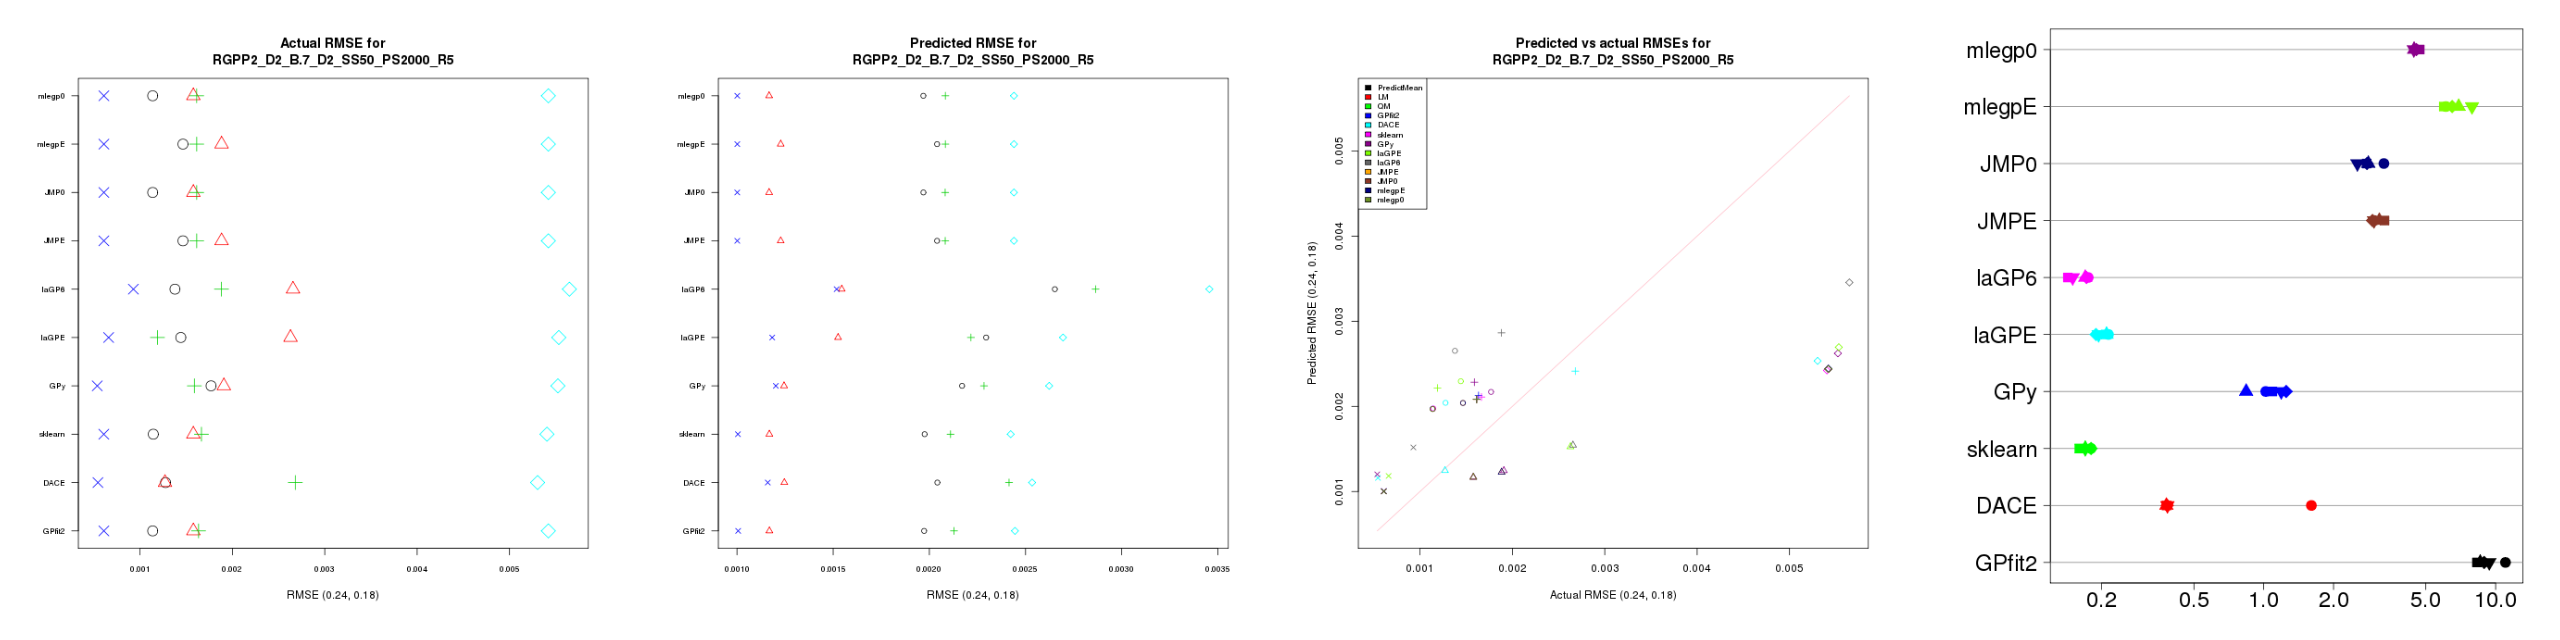 Actual RMSE for
RGPP2_D2_B.7_D2_SS50_PS2000_R5
mlegp0
mlegpE
JMP0
JMPE
laGP6
laGPE
GPy
sklearn
DACE
GPfit2
0.001 0.002 0.003 0.004 0.005
RMSE (0.24, 0.18)
Predicted RMSE for
RGPP2_D2_B.7_D2_SS50_PS2000_R5
mlegp0
mlegpE
JMP0
JMPE
laGP6
laGPE
GPy
sklearn
DACE
GPfit2
0.0010 0.0015 0.0020 0.0025 0.0030 0.0035
RMSE (0.24, 0.18)
Predicted vs actual RMSEs for
RGPP2_D2_B.7_D2_SS50_PS2000_R5
PredictMean
LM
QM
GPfit2
DACE
sklearn
GPy
laGPE
laGP6
JMPE
JMP0
mlegpE
mlegp0
Predicted RMSE (0.24, 0.18)
0.005
0.004
0.003
0.002
0.001
0.001 0.002 0.003 0.004 0.005
Actual RMSE (0.24, 0.18)
mlegp0
mlegpE
JMP0
JMPE
laGP6
laGPE
GPy
sklearn
DACE
GPfit2
0.2 0.5 1.0 2.0 5.0 10.0